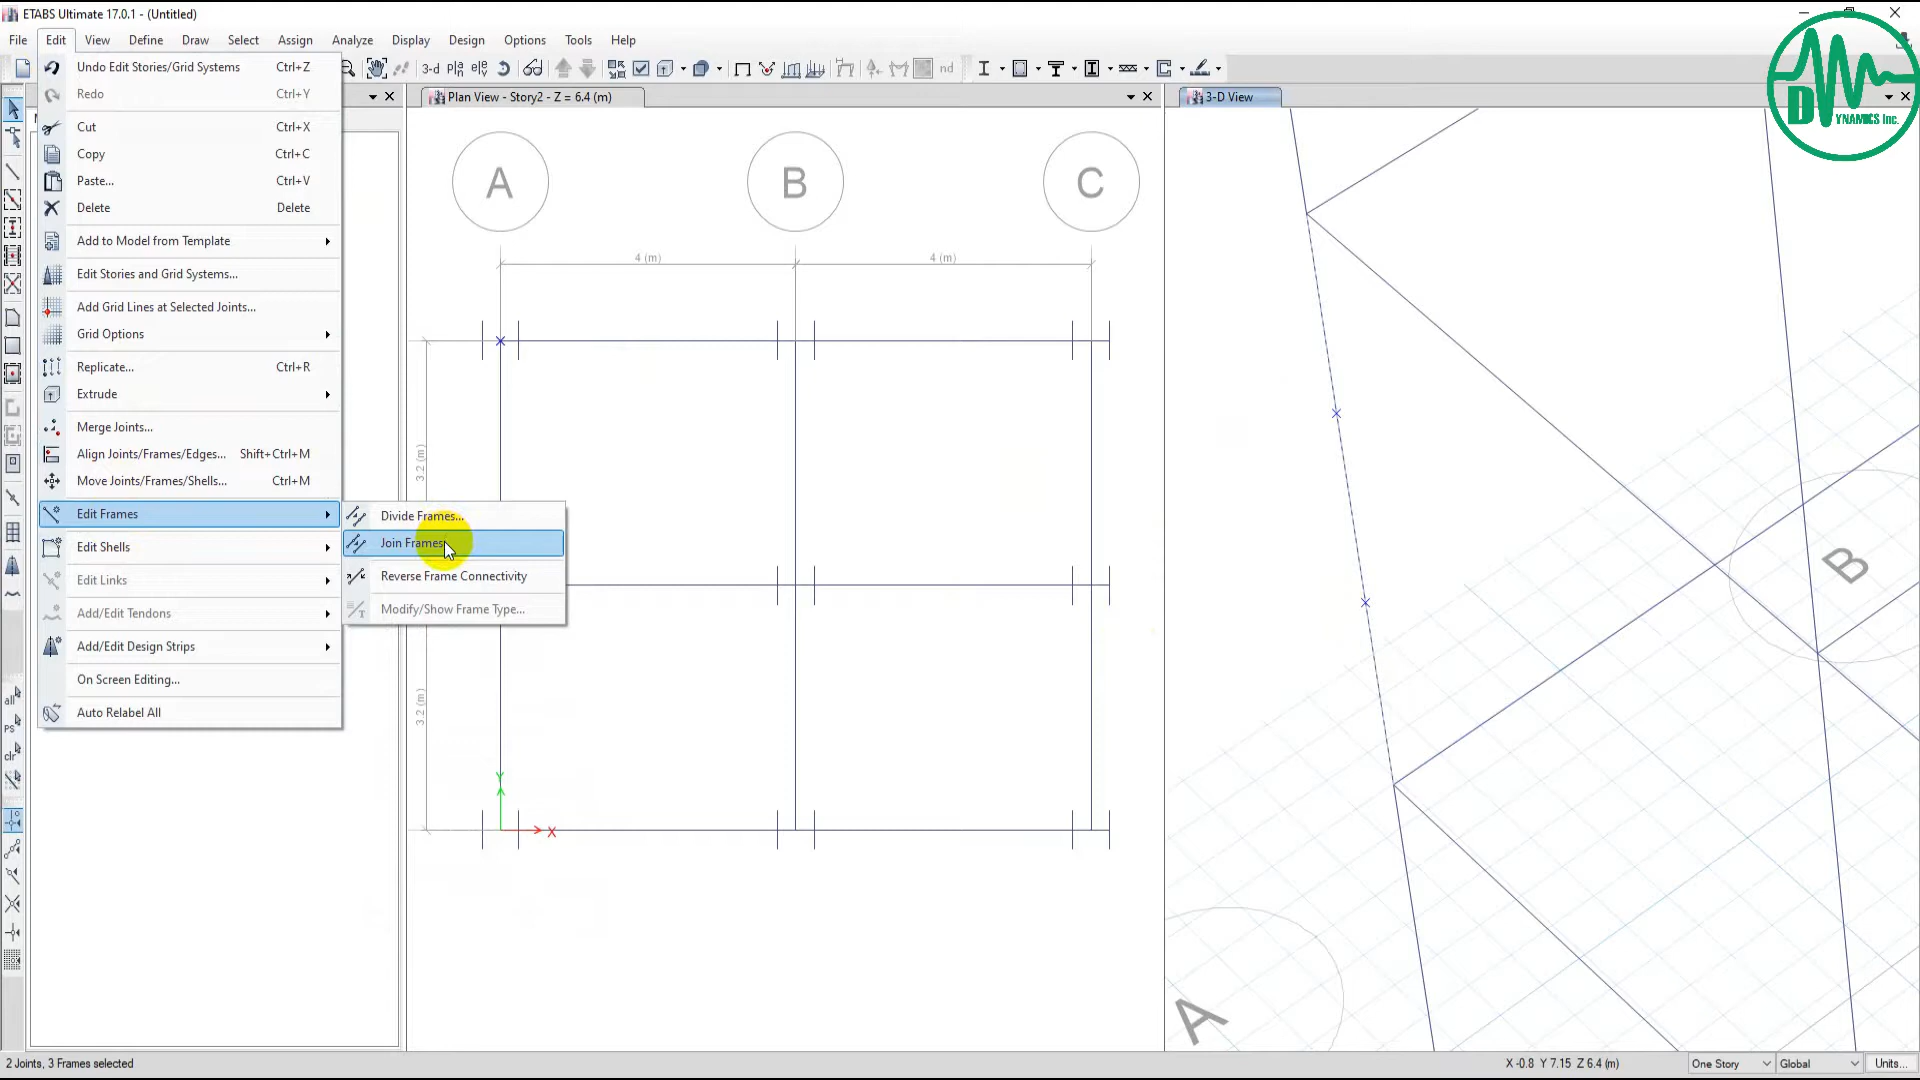 ETABS Ultimate 17.0.1 - (Untitled)
File Edit View Define Draw Select Assign Analyze Display Design Options Tools Help
DYNAMICS Inc.
3-d
nd
Plan View - Story2 - Z = 6.4 (m)
3-D View
Undo Edit Stories/Grid Systems Ctrl+Z
Redo Ctrl+Y
Cut Ctrl+X
Copy Ctrl+C
Paste... Ctrl+V
Delete Delete
Add to Model from Template
Edit Stories and Grid Systems...
Add Grid Lines at Selected Joints...
Grid Options
Replicate... Ctrl+R
Extrude
Merge Joints...
Align Joints/Frames/Edges... Shift+Ctrl+M
Move Joints/Frames/Shells... Ctrl+M
Edit Frames
Edit Shells
Edit Links
Add/Edit Tendons
Add/Edit Design Strips
On Screen Editing...
Auto Relabel All
Divide Frames...
Join Frames
Reverse Frame Connectivity
Modify/Show Frame Type...
all
PS
clr
A B C
4 (m) 4 (m)
3.2 (m)
3.2 (m)
Y
X
B
A
2 Joints, 3 Frames selected
X -0.8 Y 7.15 Z 6.4 (m)
One Story
Global
Units...